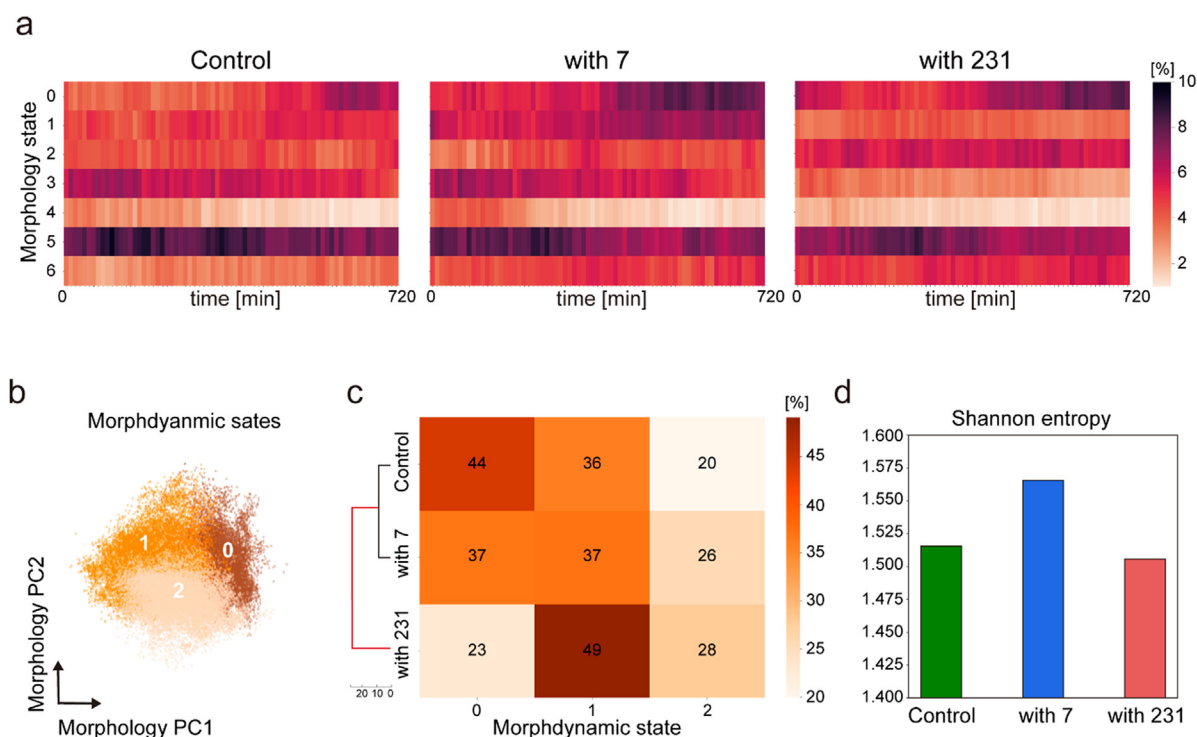 a
Control
with 7
with 231
[%]
Morphology state
0
1
2
3
4
5
6
10
8
6
4
2
0
time [min]
720
0
time [min]
720
0
time [min]
720
b
Morphdyanmic sates
1
0
2
Morphology PC2
Morphology PC1
c
[%]
Control
44
36
20
with 7
37
37
26
with 231
23
49
28
20 10 0
0
1
2
Morphdynamic state
45
40
35
30
25
20
d
Shannon entropy
1.600
1.575
1.550
1.525
1.500
1.475
1.450
1.425
1.400
Control
with 7
with 231